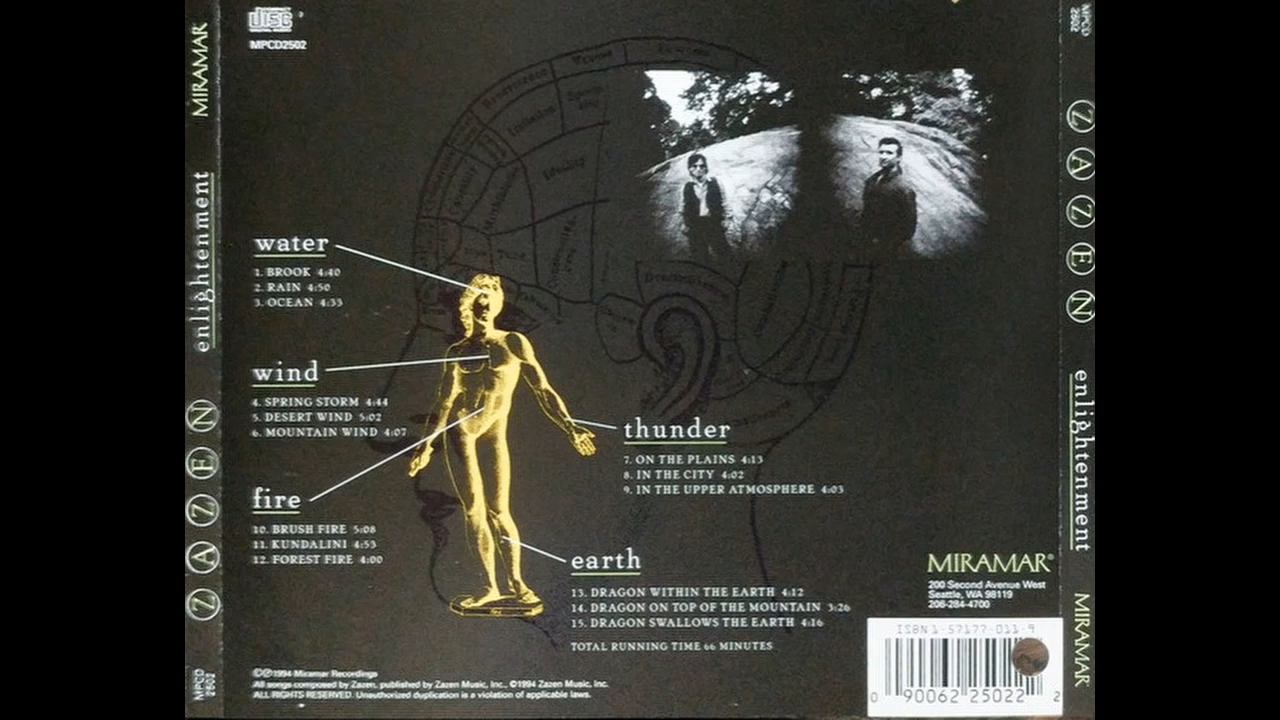 disc
DIGITAL AUDIO
MPCD2502
water
1. BROOK 4:40
2. RAIN 4:50
3. OCEAN 4:33
wind
4. SPRING STORM 4:44
5. DESERT WIND 5:02
6. MOUNTAIN WIND 4:07
thunder
7. ON THE PLAINS 4:13
8. IN THE CITY 4:02
9. IN THE UPPER ATMOSPHERE 4:03
fire
10. BRUSH FIRE 5:08
11. KUNDALINI 4:53
12. FOREST FIRE 4:00
earth
13. DRAGON WITHIN THE EARTH 4:12
14. DRAGON ON TOP OF THE MOUNTAIN 3:26
15. DRAGON SWALLOWS THE EARTH 4:16
TOTAL RUNNING TIME 66 MINUTES
©℗1994 Miramar Recordings
All songs composed by Zazen, published by Zazen Music, Inc., ©1994 Zazen Music, Inc.
ALL RIGHTS RESERVED. Unauthorized duplication is a violation of applicable laws.
MIRAMAR®
200 Second Avenue West
Seattle, WA 98119
206-284-4700
ISBN 1-57177-011-9
0 90062 25022 2
MPCD 2502
ZAZEN
enlightenment
MIRAMAR
MPCD 2502
ZAZEN
enlightenment
MIRAMAR